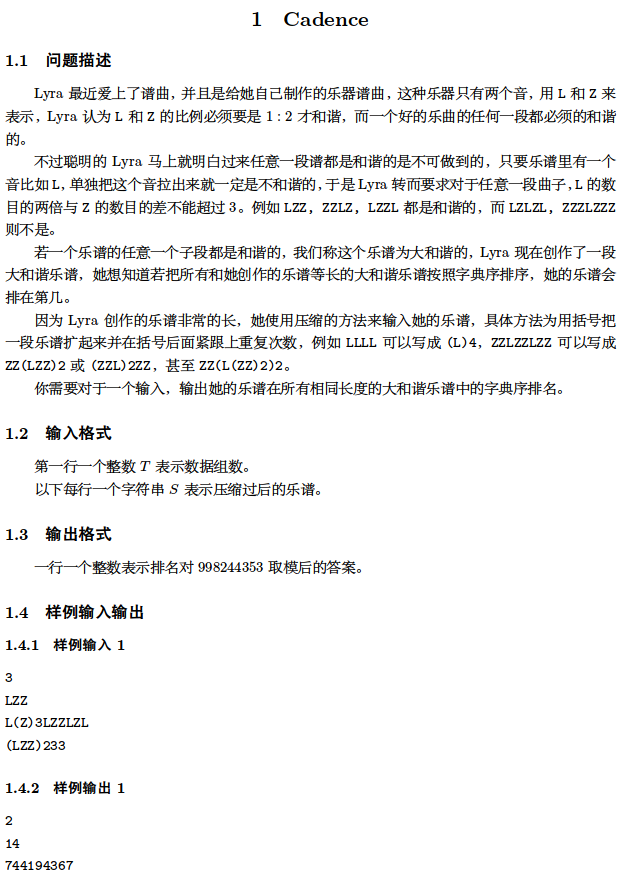 1 Cadence
1.1 问题描述
Lyra 最近爱上了谱曲, 并且是给她自己制作的乐器谱曲, 这种乐器只有两个音, 用 L 和 Z 来
表示, Lyra 认为 L 和 Z 的比例必须要是 1 : 2 才和谐, 而一个好的乐曲的任何一段都必须的和谐
的。
不过聪明的 Lyra 马上就明白过来任意一段谱都是和谐的是不可做到的, 只要乐谱里有一个
音比如 L, 单独把这个音拉出来就一定是不和谐的, 于是 Lyra 转而要求对于任意一段曲子, L 的数
目的两倍与 Z 的数目的差不能超过 3。例如 LZZ, ZZLZ, LZZL 都是和谐的, 而 LZLZL, ZZZLZZZ
则不是。
若一个乐谱的任意一个子段都是和谐的, 我们称这个乐谱为大和谐的, Lyra 现在创作了一段
大和谐乐谱, 她想知道若把所有和她创作的乐谱等长的大和谐乐谱按照字典序排序, 她的乐谱会
排在第几。
因为 Lyra 创作的乐谱非常的长, 她使用压缩的方法来输入她的乐谱, 具体方法为用括号把
一段乐谱扩起来并在括号后面紧跟上重复次数, 例如 LLLL 可以写成 (L)4, ZZLZZLZZ 可以写成
ZZ(LZZ)2 或 (ZZL)2ZZ, 甚至 ZZ(L(ZZ)2)2。
你需要对于一个输入, 输出她的乐谱在所有相同长度的大和谐乐谱中的字典序排名。
1.2 输入格式
第一行一个整数 T 表示数据组数。
以下每行一个字符串 S 表示压缩过后的乐谱。
1.3 输出格式
一行一个整数表示排名对 998244353 取模后的答案。
1.4 样例输入输出
1.4.1 样例输入 1
3
LZZ
L(Z)3LZZLZL
(LZZ)233
1.4.2 样例输出 1
2
14
744194367